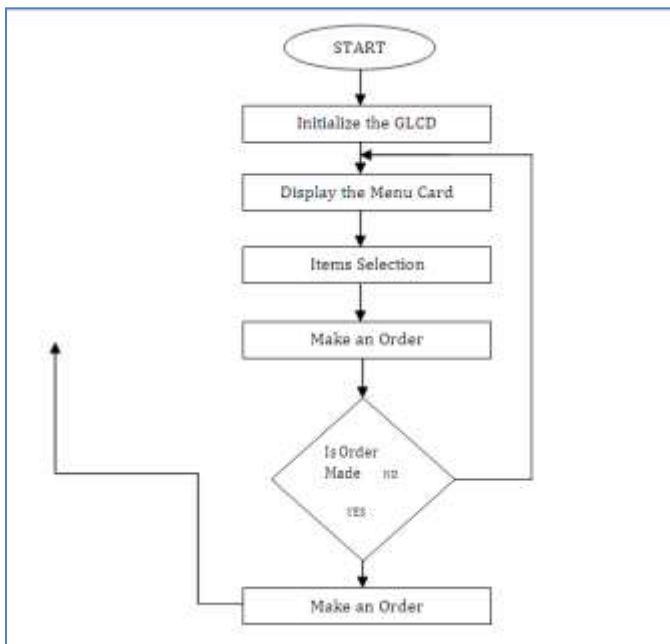 START
Initialize the GLCD
Display the Menu Card
Items Selection
Make an Order
Is Order
Made NO
YES
Make an Order